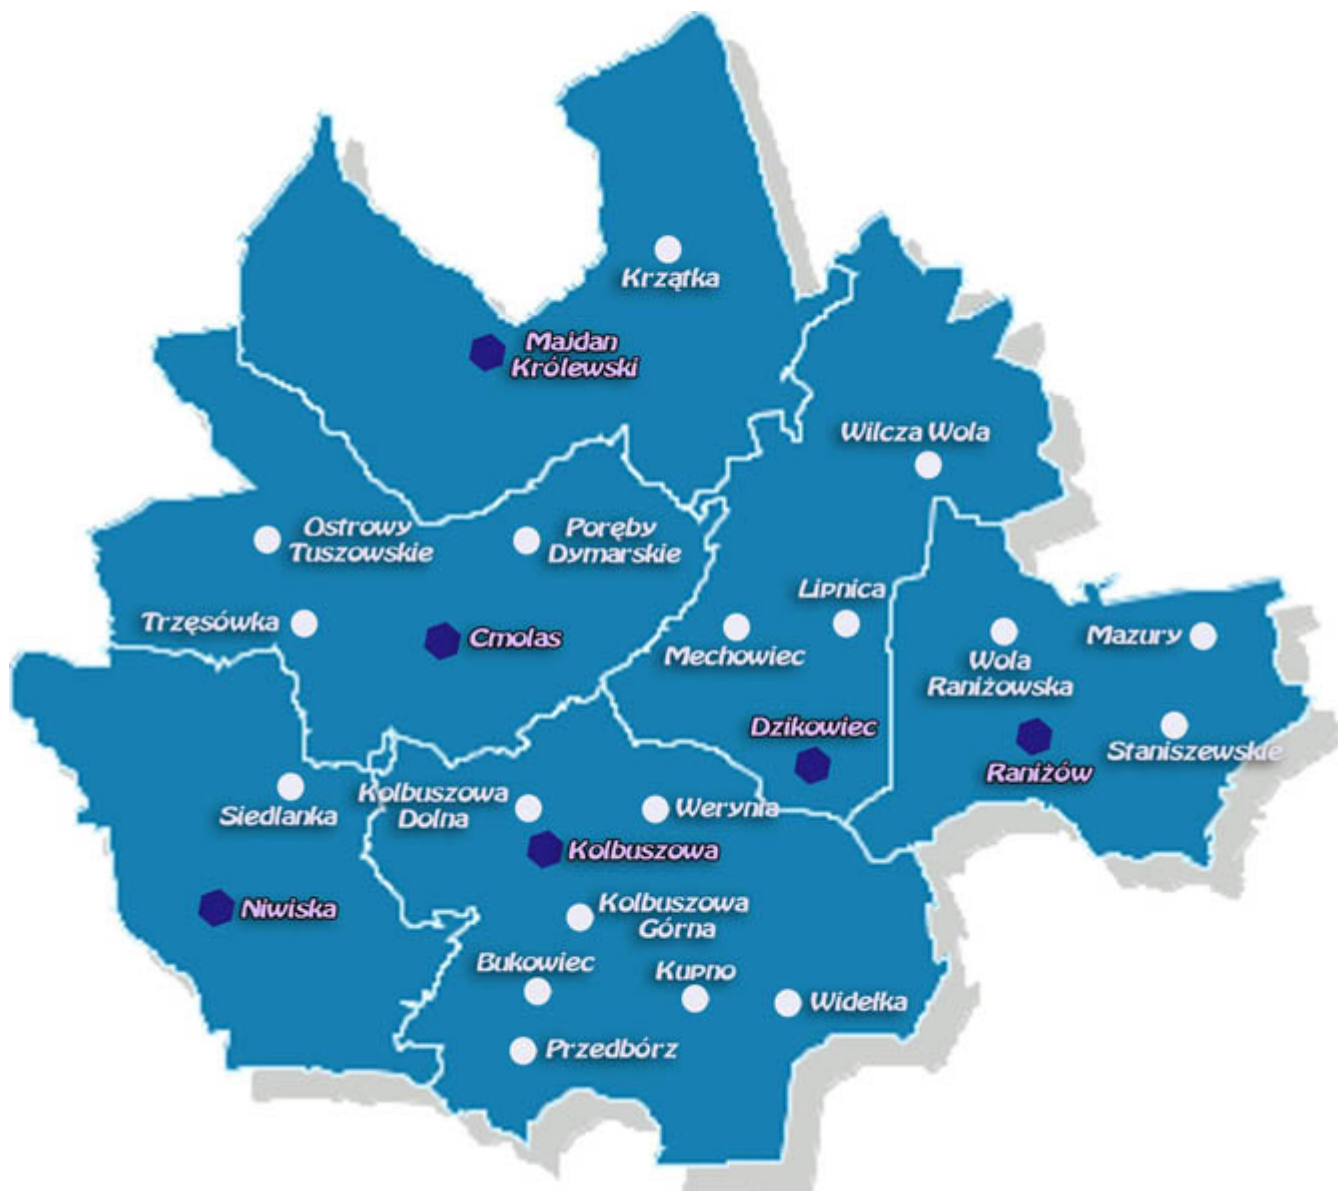 Krzątka
Majdan
Królewski
Wilcza Wola
Ostrowy
Tuszowskie
Poręby
Dymarskie
Lipnica
Trzęsówka
Cmolas
Mechowiec
Wola
Raniżowska
Mazury
Dzikowiec
Staniszewskie
Raniżów
Siedlanka
Kolbuszowa
Dolna
Werynia
Kolbuszowa
Niwiska
Kolbuszowa
Górna
Bukowiec
Kupno
Widełka
Przedbórz